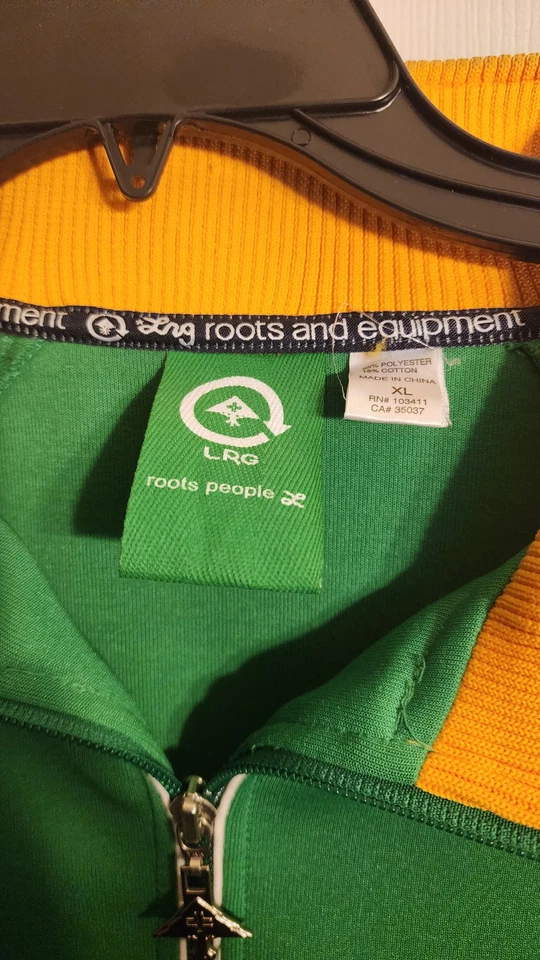 ment Lrg roots and equipment
LRG
roots people
POLYESTER
COTTON
MADE IN CHINA
XL
RN# 103411
CA# 35037